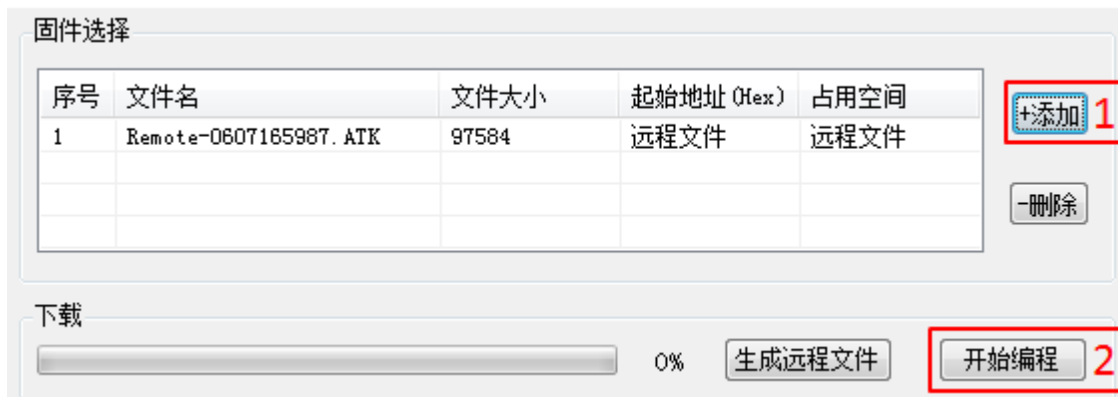 固件选择
序号 文件名 文件大小 起始地址(Hex) 占用空间
+添加 1
1 Remote-0607165987.ATK 97584 远程文件 远程文件
-删除
下载
0% 生成远程文件 开始编程 2